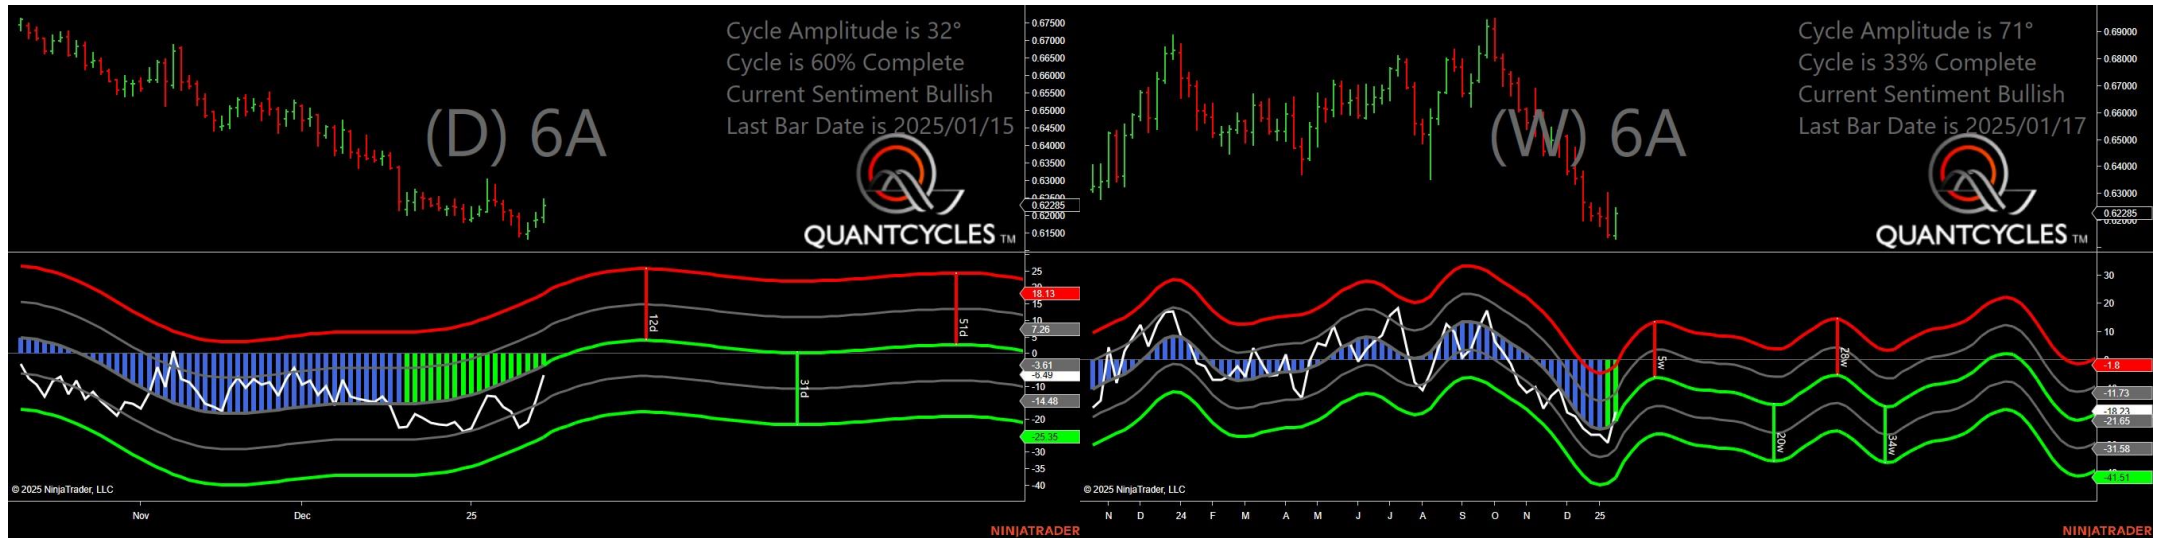 Cycle Amplitude is 32°
Cycle is 60% Complete
Current Sentiment Bullish
Last Bar Date is 2025/01/15
(D) 6A
QUANTCYCLES TM
0.67500
0.67000
0.66500
0.66000
0.65500
0.65000
0.64500
0.64000
0.63500
0.63000
0.62285
0.62000
0.61500
25
18.13
15
10
7.26
5
0
-3.61
-6.49
-10
-14.48
-20
-25.35
-30
-35
-40
12d
31d
51d
© 2025 NinjaTrader, LLC
Nov Dec 25
NINJATRADER
Cycle Amplitude is 71°
Cycle is 33% Complete
Current Sentiment Bullish
Last Bar Date is 2025/01/17
(W) 6A
QUANTCYCLES TM
0.69000
0.68000
0.67000
0.66000
0.65000
0.64000
0.63000
0.62285
30
20
10
-1.8
-11.73
-18.23
-21.65
-31.58
-41.51
5w
20w
28w
34w
© 2025 NinjaTrader, LLC
N D 24 F M A M J J A S O N D 25
NINJATRADER